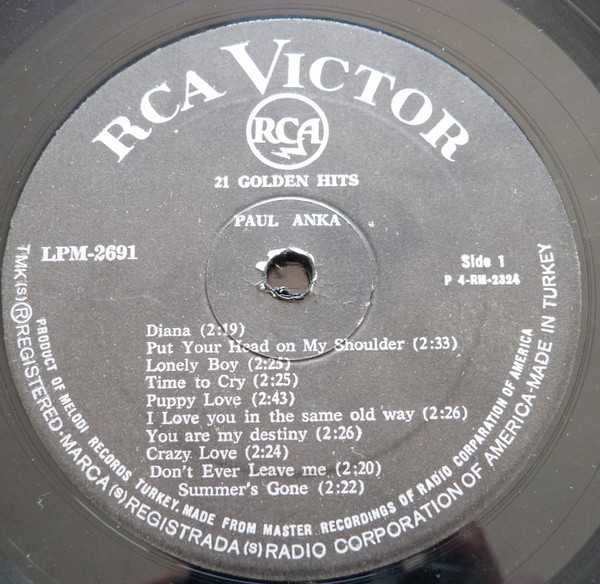 RCA VICTOR
RCA
21 GOLDEN HITS
PAUL ANKA
LPM-2691
Side 1
P 4-RM-2324
Diana (2:19)
Put Your Head on My Shoulder (2:33)
Lonely Boy (2:25)
Time to Cry (2:25)
Puppy Love (2:43)
I Love you in the same old way (2:26)
You are my destiny (2:26)
Crazy Love (2:24)
Don't Ever Leave me (2:20)
Summer's Gone (2:22)
PRODUCT OF MELODI RECORDS TURKEY. MADE FROM MASTER RECORDINGS OF RADIO CORPORATION OF AMERICA
TMK(S)®REGISTERED-MARCA(S)REGISTRADA(S)RADIO CORPORATION OF AMERICA-MADE IN TURKEY